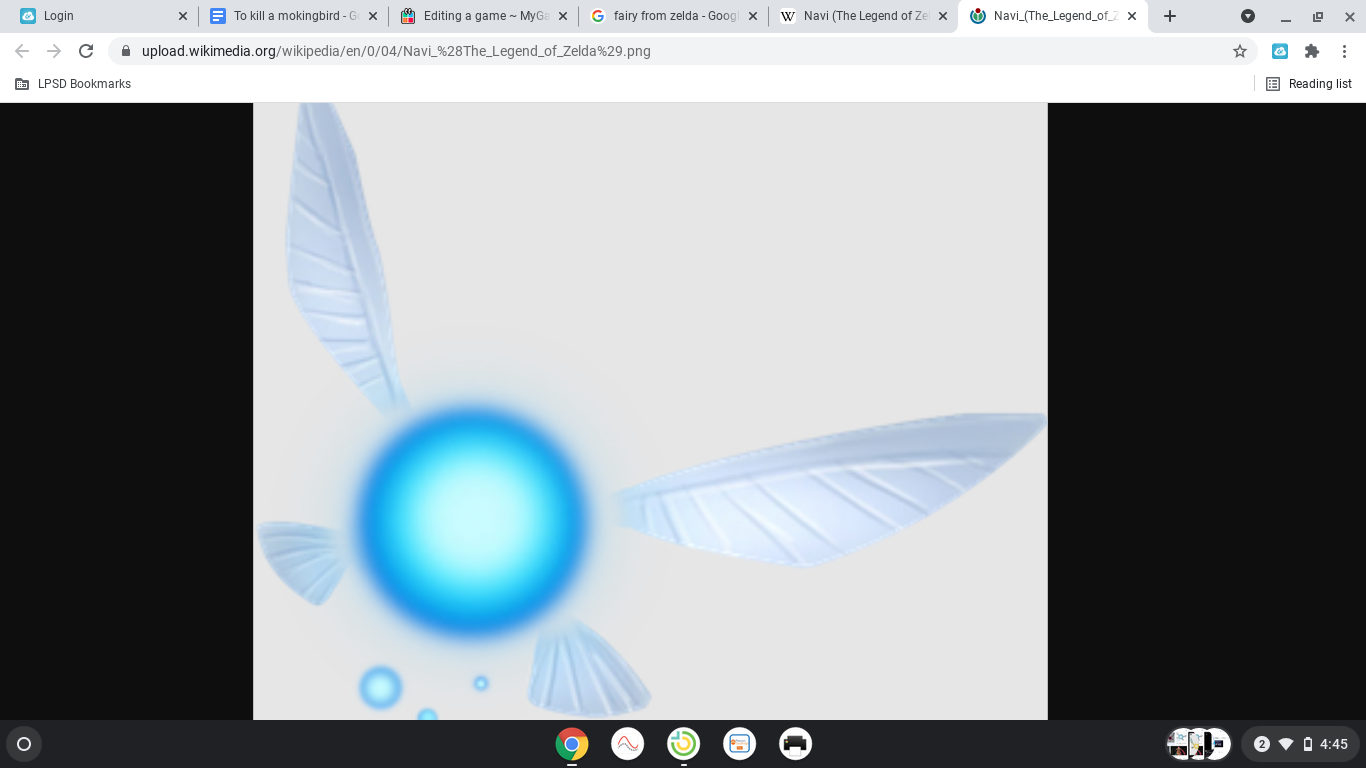 Login
To kill a mokingbird - Go
Editing a game ~ MyGa
fairy from zelda - Googl
Navi (The Legend of Ze
Navi_(The_Legend_of_Z
upload.wikimedia.org/wikipedia/en/0/04/Navi_%28The_Legend_of_Zelda%29.png
LPSD Bookmarks
Reading list
2
4:45